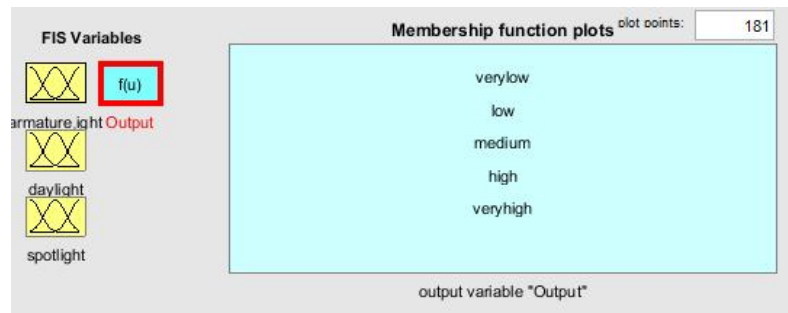 FIS Variables
f(u)
armature,ight Output
daylight
spotlight
Membership function plots plot points: 181
verylow
low
medium
high
veryhigh
output variable "Output"